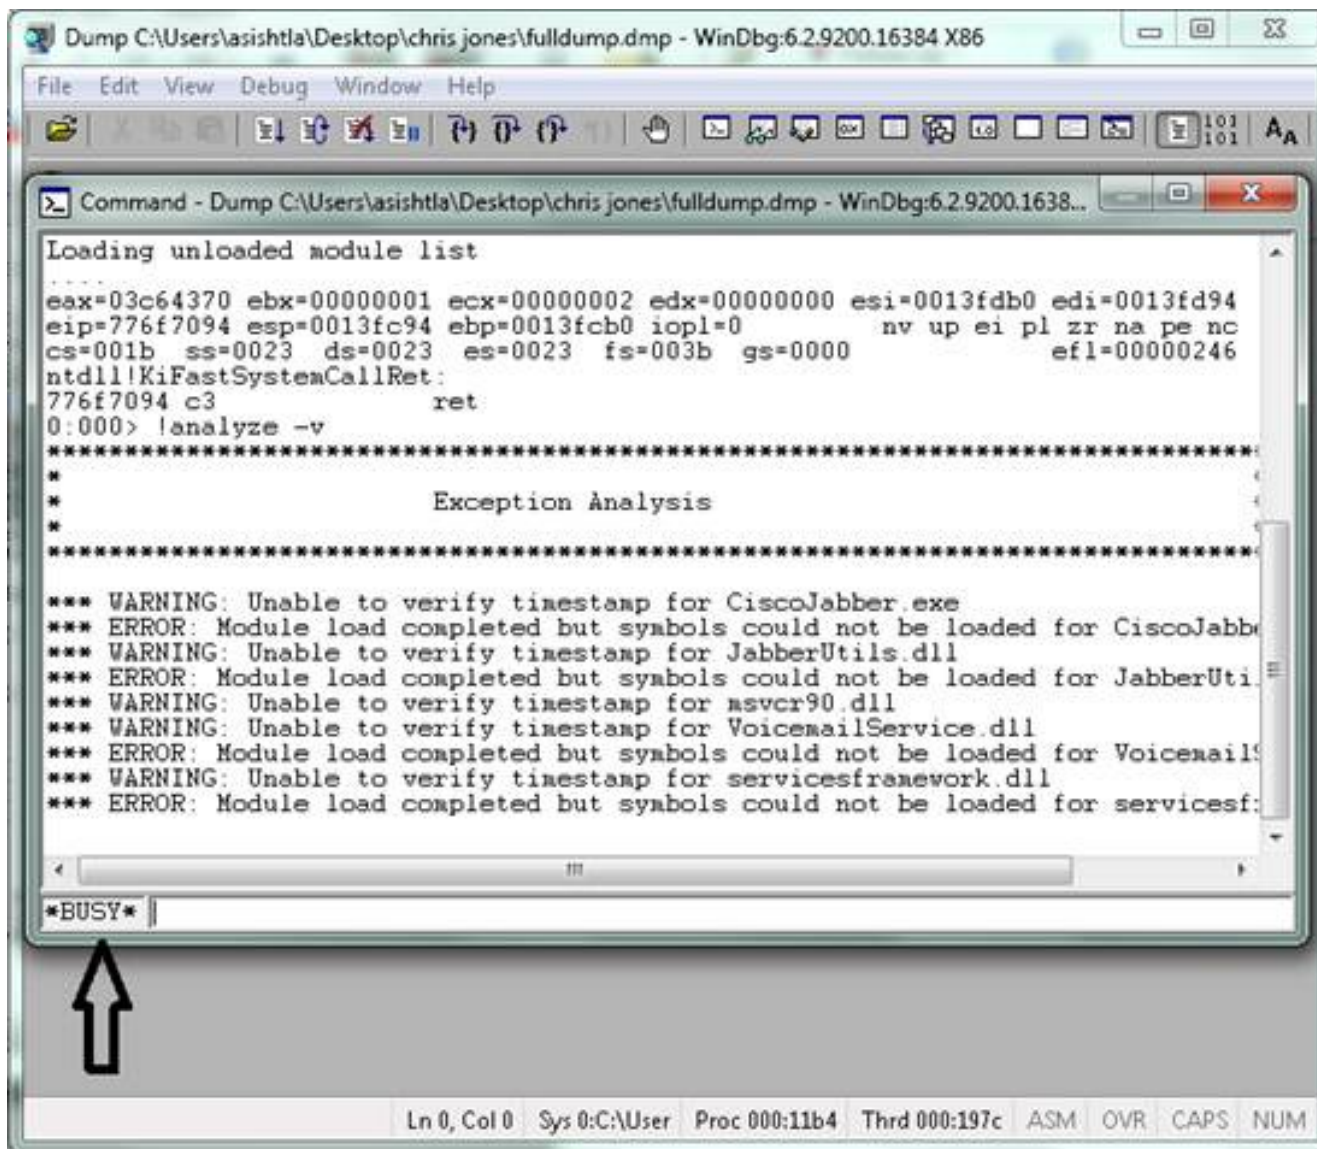 Dump C:\Users\asishtla\Desktop\chris jones\fulldump.dmp - WinDbg:6.2.9200.16384 X86
File Edit View Debug Window Help
101
101
AA
Command - Dump C:\Users\asishtla\Desktop\chris jones\fulldump.dmp - WinDbg:6.2.9200.1638...
Loading unloaded module list
....
eax=03c64370 ebx=00000001 ecx=00000002 edx=00000000 esi=0013fdb0 edi=0013fd94
eip=776f7094 esp=0013fc94 ebp=0013fcb0 iopl=0 nv up ei pl zr na pe nc
cs=001b ss=0023 ds=0023 es=0023 fs=003b gs=0000 efl=00000246
ntdll!KiFastSystemCallRet:
776f7094 c3 ret
0:000> !analyze -v
*******************************************************************************
*
* Exception Analysis
*
*******************************************************************************
*** WARNING: Unable to verify timestamp for CiscoJabber.exe
*** ERROR: Module load completed but symbols could not be loaded for CiscoJabbe
*** WARNING: Unable to verify timestamp for JabberUtils.dll
*** ERROR: Module load completed but symbols could not be loaded for JabberUti.
*** WARNING: Unable to verify timestamp for msvcr90.dll
*** WARNING: Unable to verify timestamp for VoicemailService.dll
*** ERROR: Module load completed but symbols could not be loaded for VoicemailS
*** WARNING: Unable to verify timestamp for servicesframework.dll
*** ERROR: Module load completed but symbols could not be loaded for servicesf
*BUSY*
Ln 0, Col 0 Sys 0:C:\User Proc 000:11b4 Thrd 000:197c ASM OVR CAPS NUM